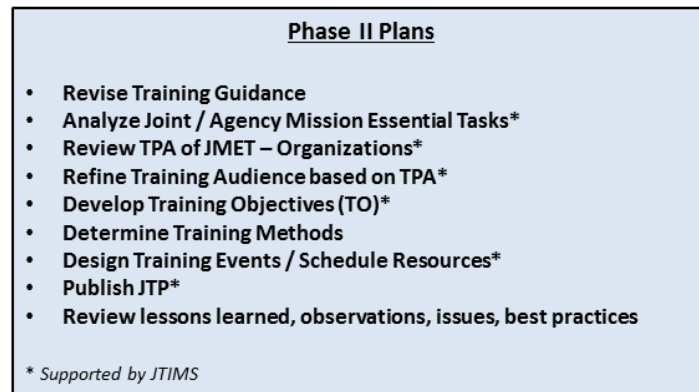 Phase II Plans
• Revise Training Guidance
• Analyze Joint / Agency Mission Essential Tasks*
• Review TPA of JMET – Organizations*
• Refine Training Audience based on TPA*
• Develop Training Objectives (TO)*
• Determine Training Methods
• Design Training Events / Schedule Resources*
• Publish JTP*
• Review lessons learned, observations, issues, best practices
* Supported by JTIMS